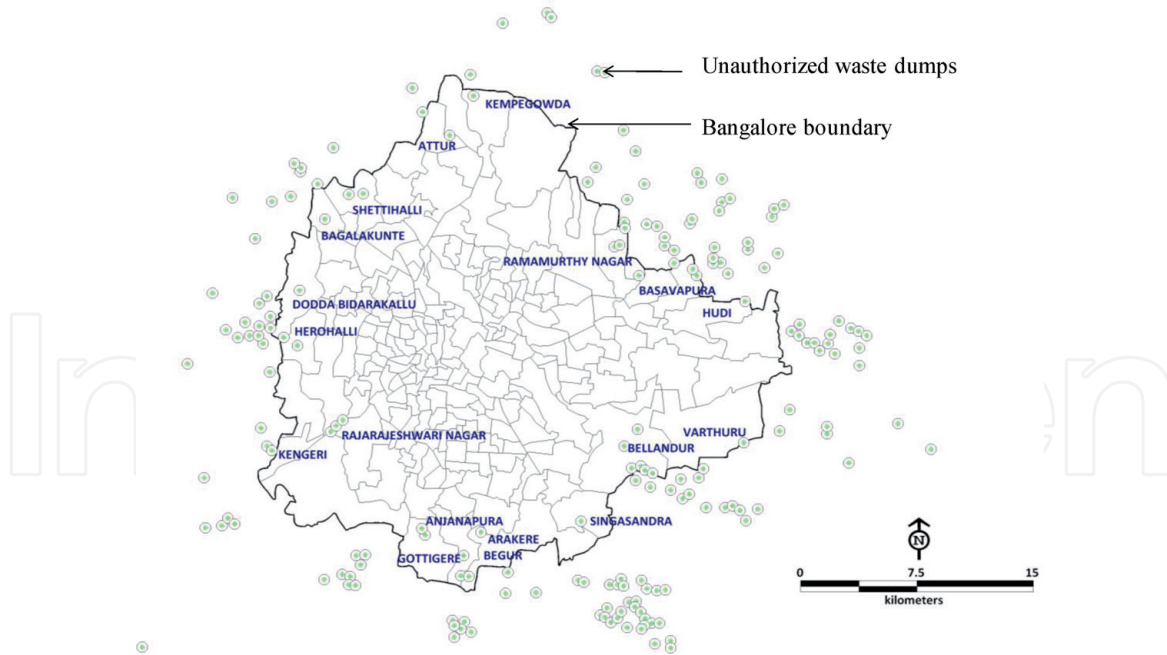 Unauthorized waste dumps
KEMPEGOWDA
Bangalore boundary
ATTUR
SHETTIHALLI
BAGALAKUNTE
RAMAMURTHY NAGAR
BASAVAPURA
DODDA BIDARAKALLU
HUDI
HEROHALLI
VARTHURU
RAJARAJESHWARI NAGAR
BELLANDUR
KENGERI
ANJANAPURA
SINGASANDRA
ARAKERE
GOTTIGERE
BEGUR
N
0 7.5 15
kilometers